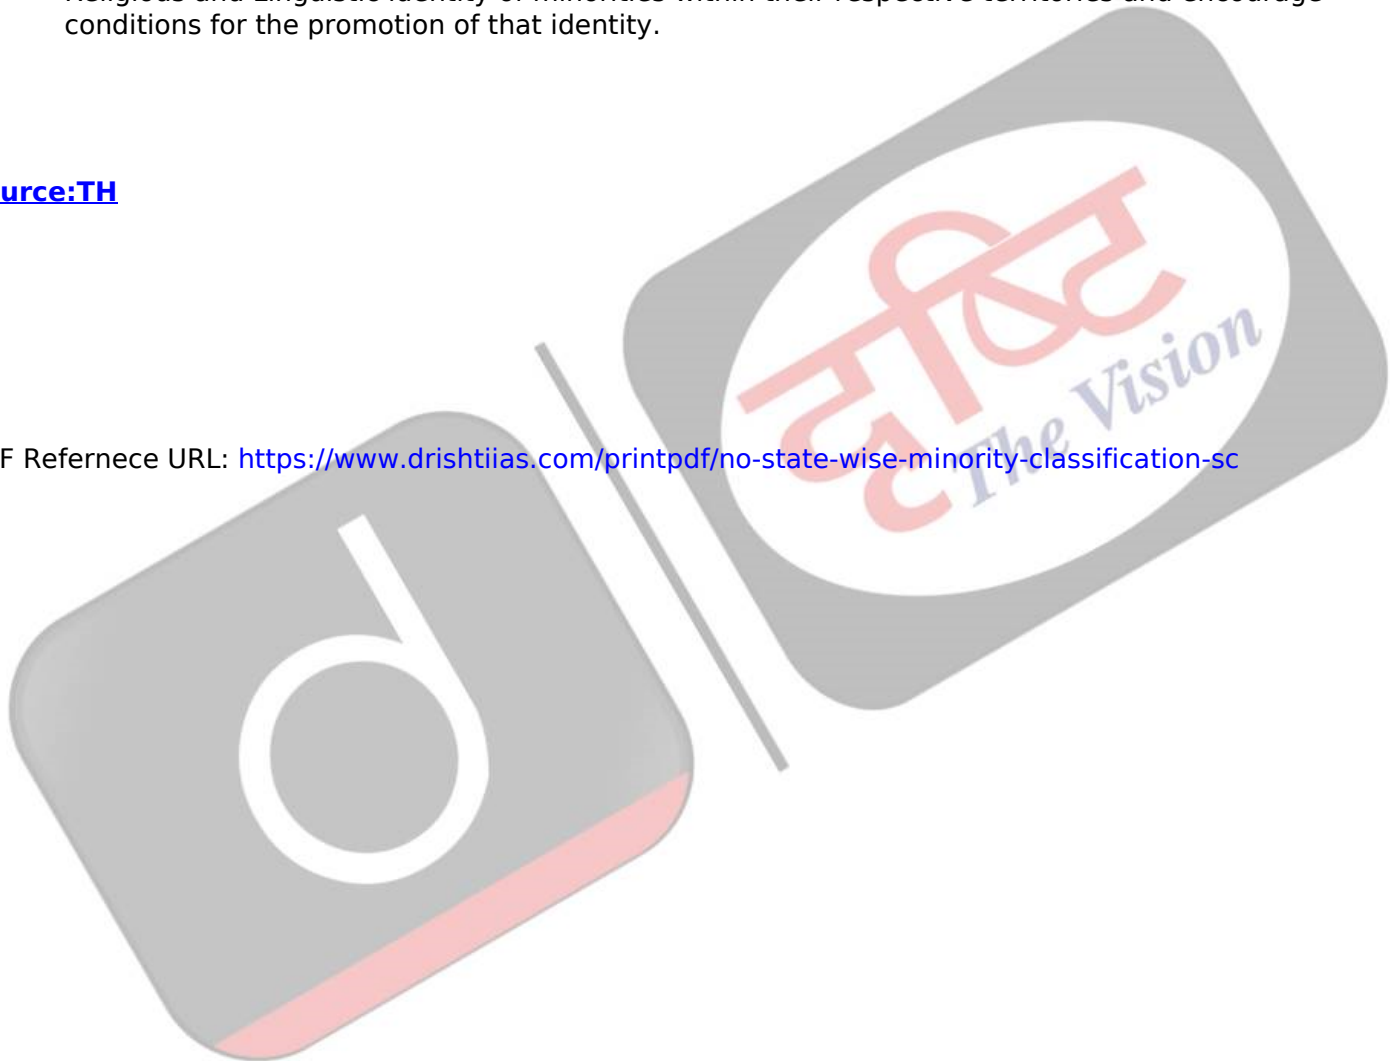 conditions for the promotion of that identity.
urce:TH
F Refernece URL: https://www.drishtiias.com/printpdf/no-state-wise-minority-classification-sc
दृष्टि
The Vision
d